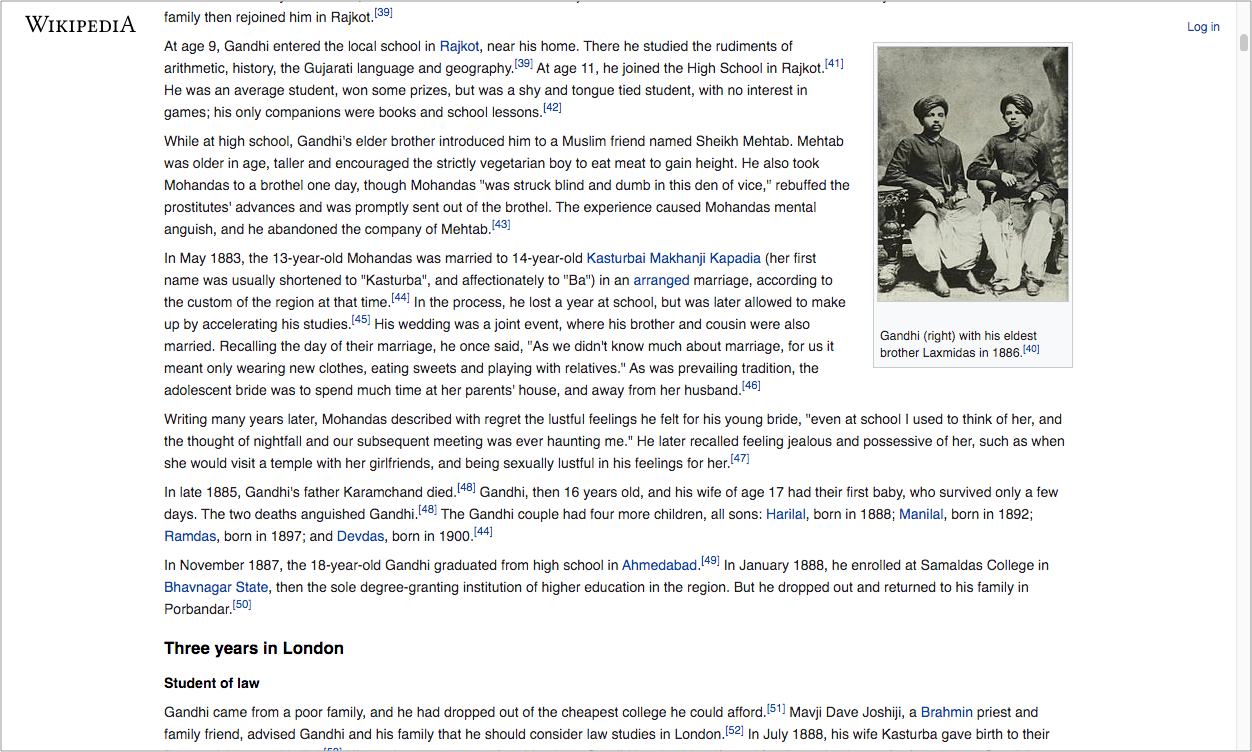 WIKIPEDIA
Log in
family then rejoined him in Rajkot.[39]
At age 9, Gandhi entered the local school in Rajkot, near his home. There he studied the rudiments of
arithmetic, history, the Gujarati language and geography.[39] At age 11, he joined the High School in Rajkot.[41]
He was an average student, won some prizes, but was a shy and tongue tied student, with no interest in
games; his only companions were books and school lessons.[42]
While at high school, Gandhi's elder brother introduced him to a Muslim friend named Sheikh Mehtab. Mehtab
was older in age, taller and encouraged the strictly vegetarian boy to eat meat to gain height. He also took
Mohandas to a brothel one day, though Mohandas "was struck blind and dumb in this den of vice," rebuffed the
prostitutes' advances and was promptly sent out of the brothel. The experience caused Mohandas mental
anguish, and he abandoned the company of Mehtab.[43]
In May 1883, the 13-year-old Mohandas was married to 14-year-old Kasturbai Makhanji Kapadia (her first
name was usually shortened to "Kasturba", and affectionately to "Ba") in an arranged marriage, according to
the custom of the region at that time.[44] In the process, he lost a year at school, but was later allowed to make
up by accelerating his studies.[45] His wedding was a joint event, where his brother and cousin were also
married. Recalling the day of their marriage, he once said, "As we didn't know much about marriage, for us it
meant only wearing new clothes, eating sweets and playing with relatives." As was prevailing tradition, the
adolescent bride was to spend much time at her parents' house, and away from her husband.[46]
Gandhi (right) with his eldest
brother Laxmidas in 1886.[40]
Writing many years later, Mohandas described with regret the lustful feelings he felt for his young bride, "even at school I used to think of her, and
the thought of nightfall and our subsequent meeting was ever haunting me." He later recalled feeling jealous and possessive of her, such as when
she would visit a temple with her girlfriends, and being sexually lustful in his feelings for her.[47]
In late 1885, Gandhi's father Karamchand died.[48] Gandhi, then 16 years old, and his wife of age 17 had their first baby, who survived only a few
days. The two deaths anguished Gandhi.[48] The Gandhi couple had four more children, all sons: Harilal, born in 1888; Manilal, born in 1892;
Ramdas, born in 1897; and Devdas, born in 1900.[44]
In November 1887, the 18-year-old Gandhi graduated from high school in Ahmedabad.[49] In January 1888, he enrolled at Samaldas College in
Bhavnagar State, then the sole degree-granting institution of higher education in the region. But he dropped out and returned to his family in
Porbandar.[50]
Three years in London
Student of law
Gandhi came from a poor family, and he had dropped out of the cheapest college he could afford.[51] Mavji Dave Joshiji, a Brahmin priest and
family friend, advised Gandhi and his family that he should consider law studies in London.[52] In July 1888, his wife Kasturba gave birth to their